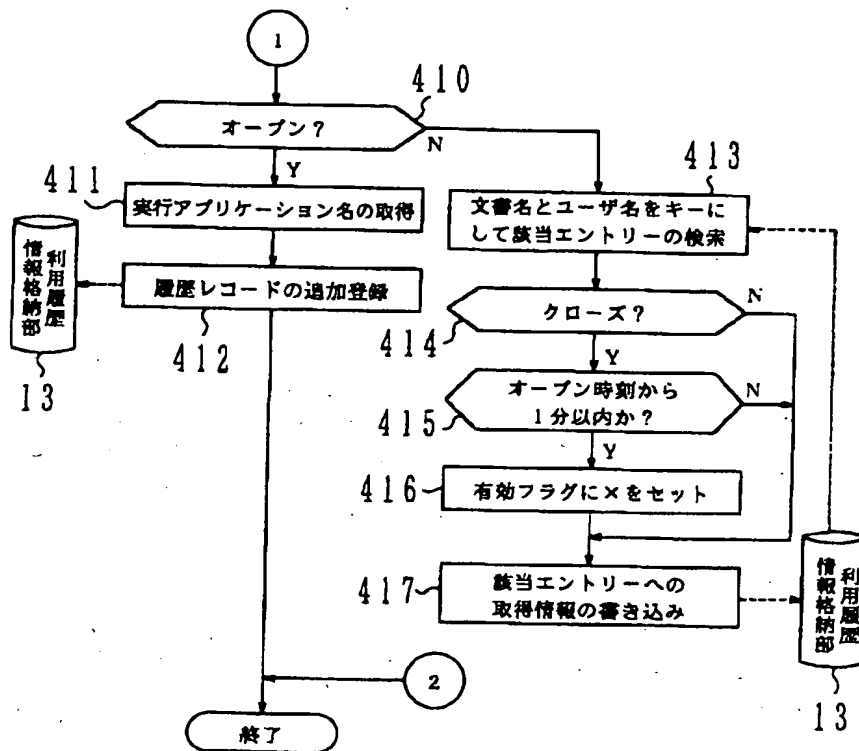 1
410
オープン?
N
Y
411
実行アプリケーション名の取得
413
文書名とユーザ名をキーに
して該当エントリーの検索
利用履歴
情報格納部
13
履歴レコードの追加登録
412
クローズ?
N
414
Y
オープン時刻から
1分以内か?
N
415
Y
416
有効フラグに×をセット
417
該当エントリーへの
取得情報の書き込み
利用履歴
情報格納部
13
2
終了